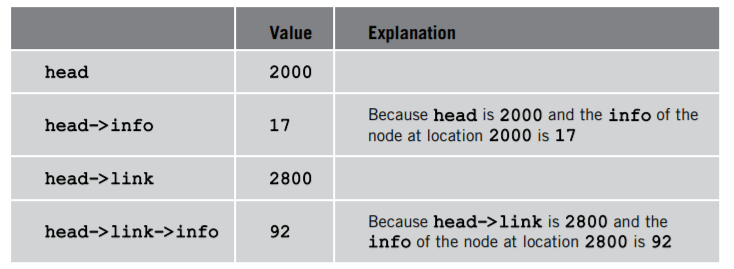 Value Explanation
head 2000
head->info 17 Because head is 2000 and the info of the
node at location 2000 is 17
head->link 2800
head->link->info 92 Because head->link is 2800 and the
info of the node at location 2800 is 92